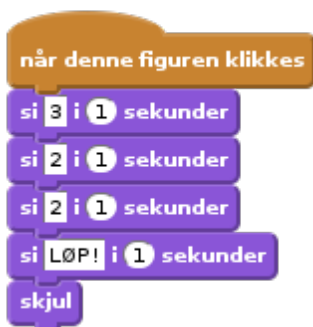 når denne figuren klikkes
si 3 i 1 sekunder
si 2 i 1 sekunder
si 2 i 1 sekunder
si LØP! i 1 sekunder
skjul